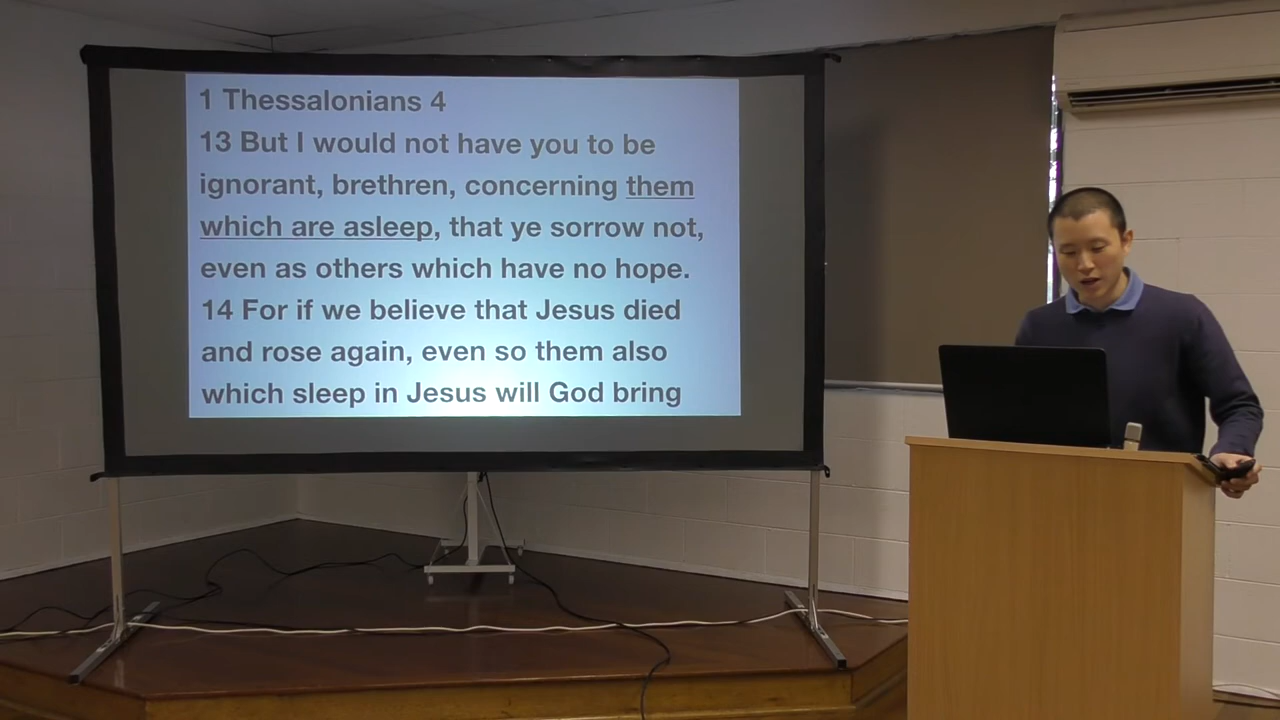 1 Thessalonians 4
13 But I would not have you to be
ignorant, brethren, concerning them
which are asleep, that ye sorrow not,
even as others which have no hope.
14 For if we believe that Jesus died
and rose again, even so them also
which sleep in Jesus will God bring